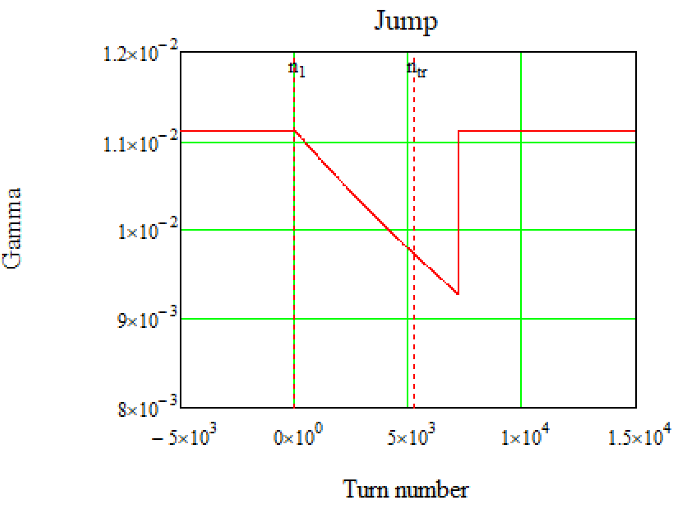 Jump
1.2×10⁻²
n₁ nₜᵣ
1.1×10⁻²
Gamma
1×10⁻²
9×10⁻³
8×10⁻³
− 5×10³ 0×10⁰ 5×10³ 1×10⁴ 1.5×10⁴
Turn number